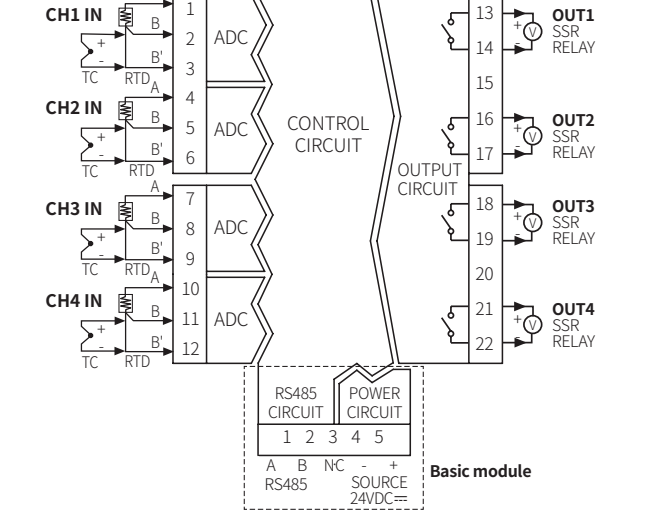 CH1 IN
B
+
-
B'
TC
RTD
A
1
2
3
ADC
CH2 IN
B
+
-
B'
TC
RTD
4
5
6
ADC
A
CH3 IN
B
+
-
B'
TC
RTD
A
7
8
9
ADC
CH4 IN
B
+
-
B'
TC
RTD
10
11
12
ADC
CONTROL
CIRCUIT
OUTPUT
CIRCUIT
13
14
15
16
17
18
19
20
21
22
+
-
V
OUT1
SSR
RELAY
+
-
V
OUT2
SSR
RELAY
+
-
V
OUT3
SSR
RELAY
+
-
V
OUT4
SSR
RELAY
RS485
CIRCUIT
POWER
CIRCUIT
1 2 3 4 5
A B N·C - +
RS485
SOURCE
24VDC⎓
Basic module